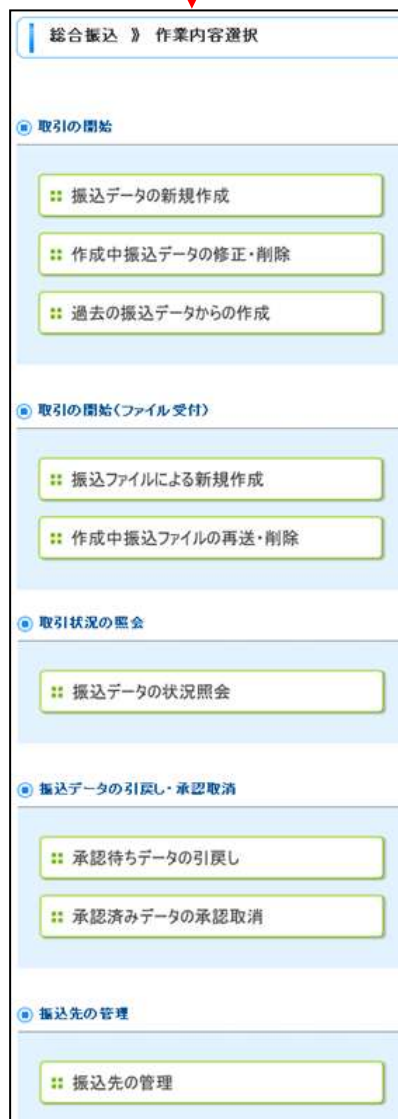 総合振込 》 作業内容選択
取引の開始
振込データの新規作成
作成中振込データの修正・削除
過去の振込データからの作成
取引の開始(ファイル受付)
振込ファイルによる新規作成
作成中振込ファイルの再送・削除
取引状況の照会
振込データの状況照会
振込データの引戻し・承認取消
承認待ちデータの引戻し
承認済みデータの承認取消
振込先の管理
振込先の管理